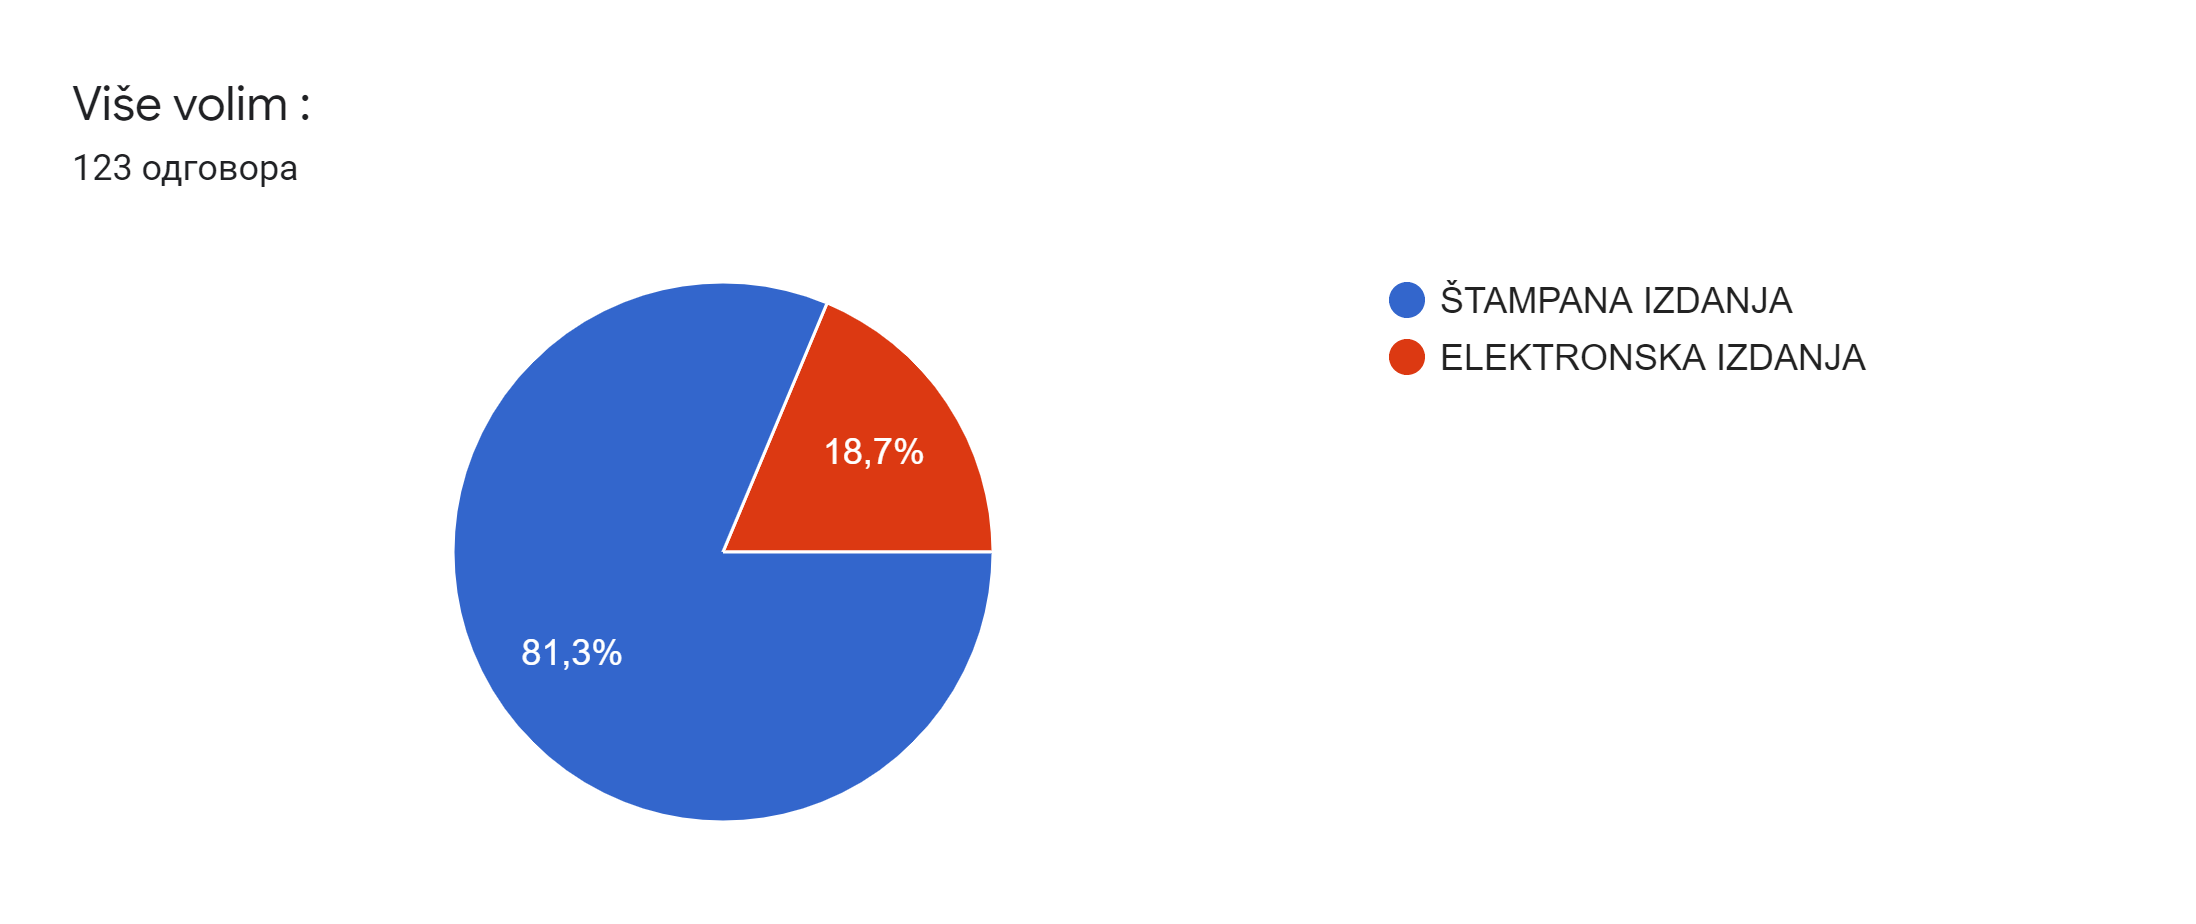 Više volim :
123 одговора
ŠTAMPANA IZDANJA
ELEKTRONSKA IZDANJA
18,7%
81,3%